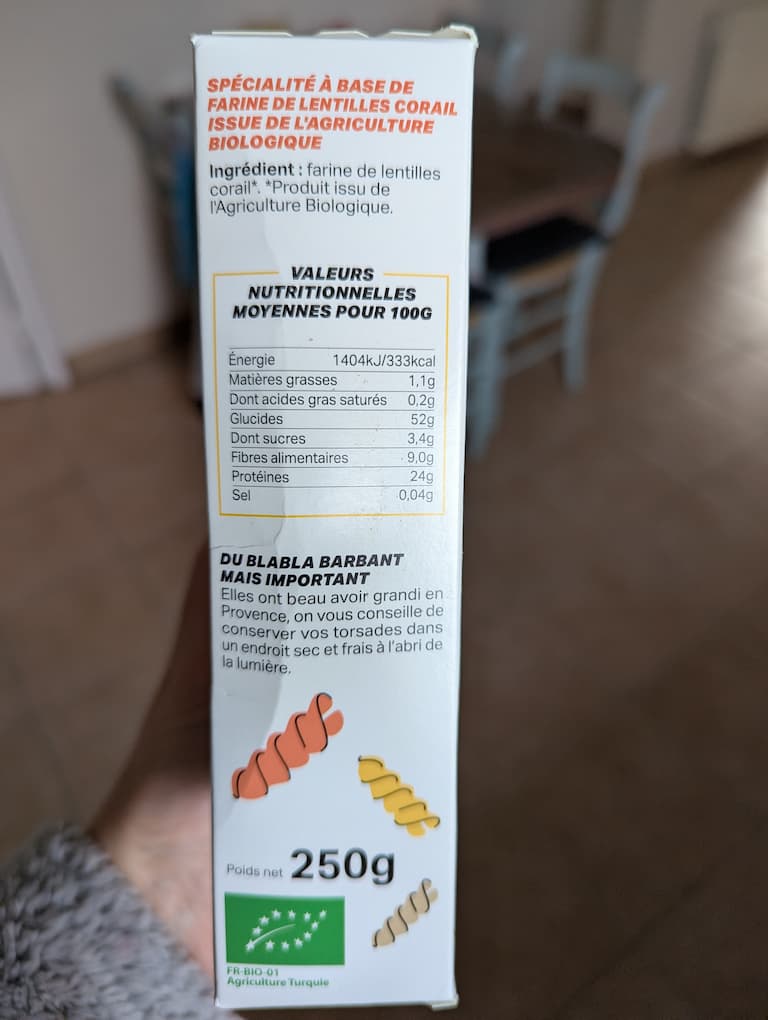 SPÉCIALITÉ À BASE DE
FARINE DE LENTILLES CORAIL
ISSUE DE L'AGRICULTURE
BIOLOGIQUE
Ingrédient : farine de lentilles
corail*. *Produit issu de
l'Agriculture Biologique.
VALEURS
NUTRITIONNELLES
MOYENNES POUR 100G
Énergie 1404kJ/333kcal
Matières grasses 1,1g
Dont acides gras saturés 0,2g
Glucides 52g
Dont sucres 3,4g
Fibres alimentaires 9,0g
Protéines 24g
Sel 0,04g
DU BLABLA BARBANT
MAIS IMPORTANT
Elles ont beau avoir grandi en
Provence, on vous conseille de
conserver vos torsades dans
un endroit sec et frais à l'abri de
la lumière.
Poids net 250g
FR-BIO-01
Agriculture Turquie